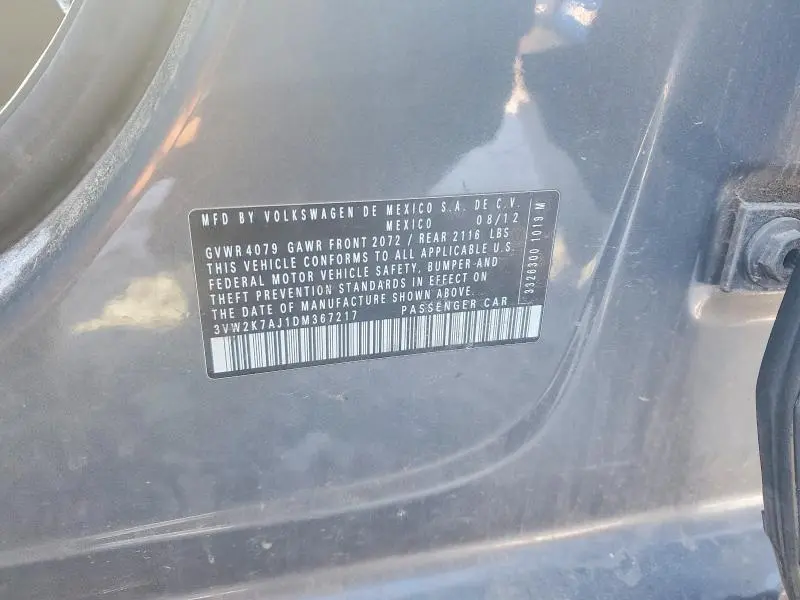 MFD BY VOLKSWAGEN DE MEXICO S.A. DE C.V.
MEXICO 08/12
GVWR 4079 GAWR FRONT 2072 / REAR 2116 LBS
THIS VEHICLE CONFORMS TO ALL APPLICABLE U.S.
FEDERAL MOTOR VEHICLE SAFETY, BUMPER AND
THEFT PREVENTION STANDARDS IN EFFECT ON
THE DATE OF MANUFACTURE SHOWN ABOVE.
3VW2K7AJ1DM367217 PASSENGER CAR
3326300 1019 M